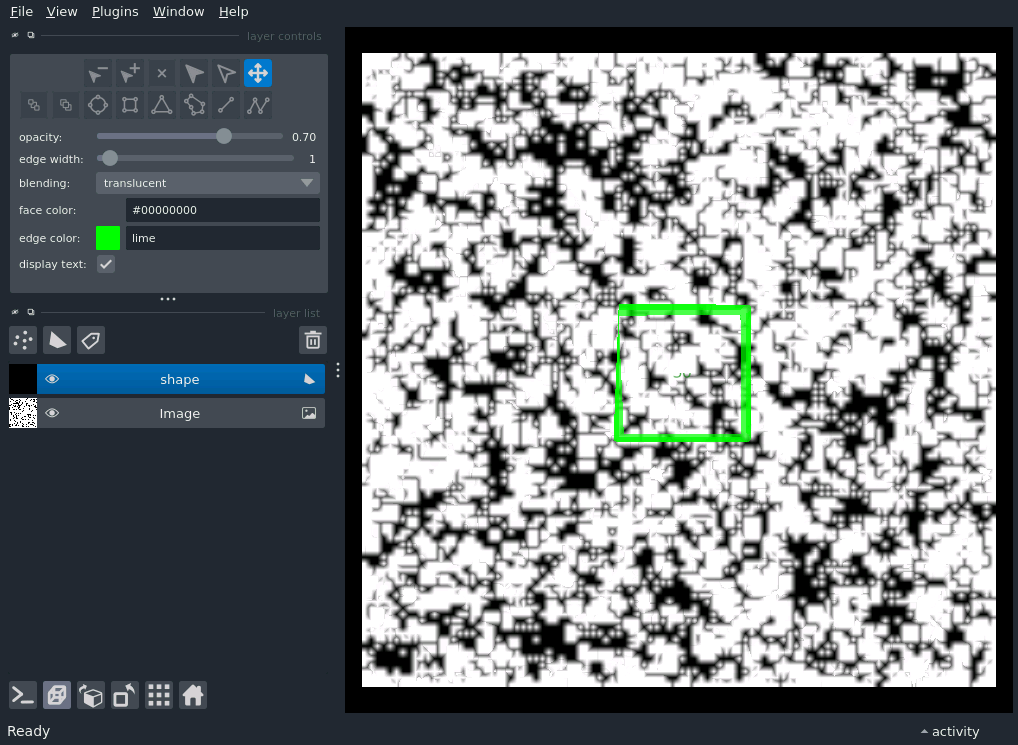 File View Plugins Window Help
layer controls
opacity: 0.70
edge width: 1
blending: translucent
face color: #00000000
edge color: lime
display text:
layer list
shape
Image
Ready
activity